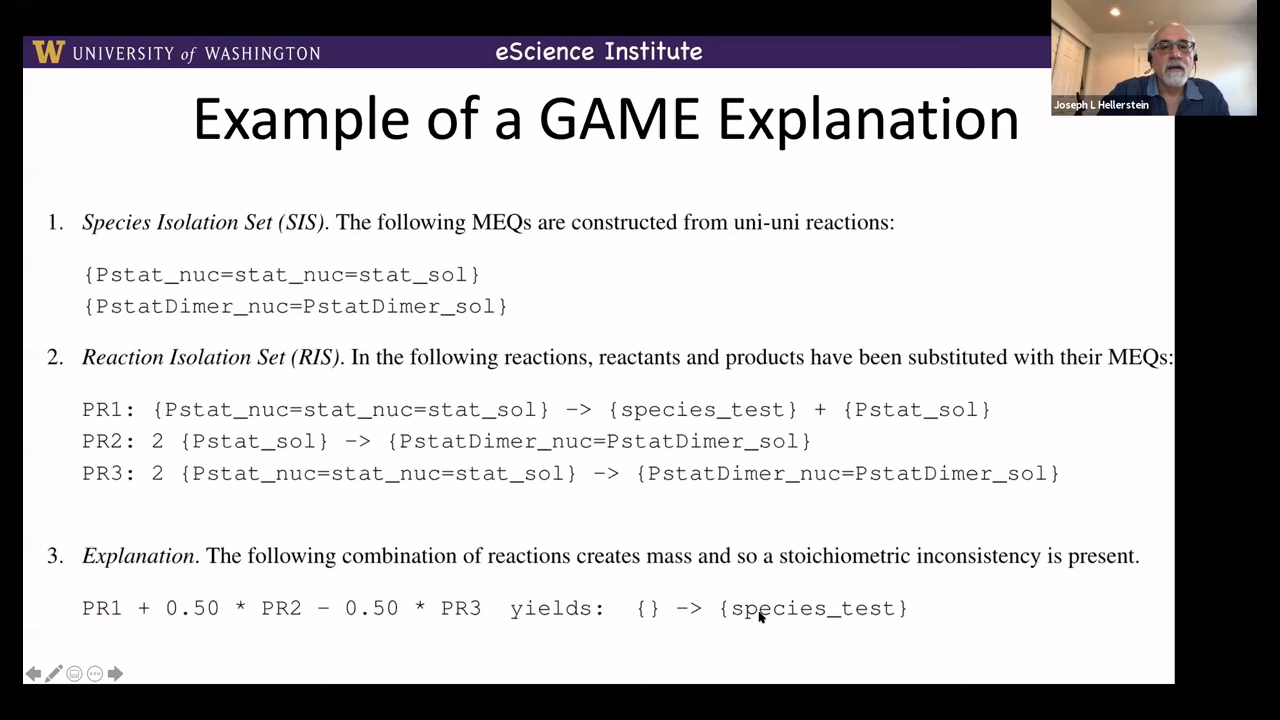 W UNIVERSITY of WASHINGTON
eScience Institute
Joseph L Hellerstein
Example of a GAME Explanation
1. Species Isolation Set (SIS). The following MEQs are constructed from uni-uni reactions:
{Pstat_nuc=stat_nuc=stat_sol}
{PstatDimer_nuc=PstatDimer_sol}
2. Reaction Isolation Set (RIS). In the following reactions, reactants and products have been substituted with their MEQs:
PR1: {Pstat_nuc=stat_nuc=stat_sol} -> {species_test} + {Pstat_sol}
PR2: 2 {Pstat_sol} -> {PstatDimer_nuc=PstatDimer_sol}
PR3: 2 {Pstat_nuc=stat_nuc=stat_sol} -> {PstatDimer_nuc=PstatDimer_sol}
3. Explanation. The following combination of reactions creates mass and so a stoichiometric inconsistency is present.
PR1 + 0.50 * PR2 - 0.50 * PR3 yields: {} -> {species_test}